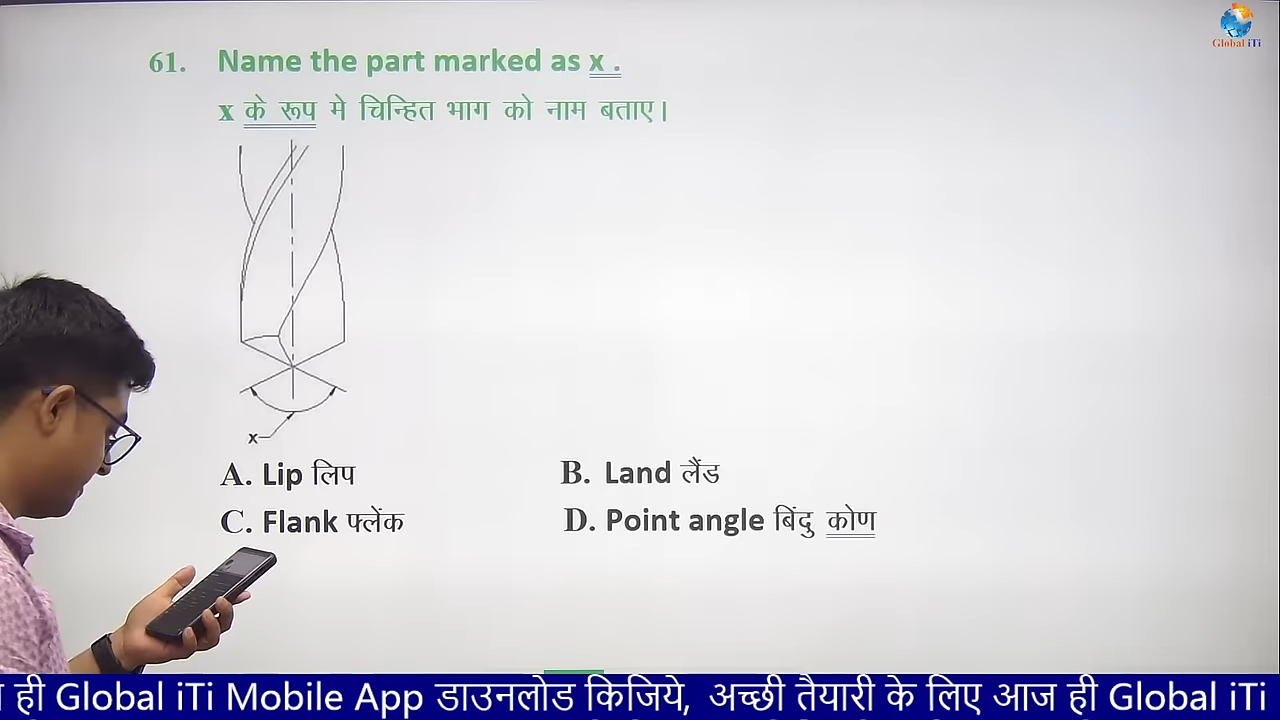 Global iTi
61. Name the part marked as x .
x के रूप मे चिन्हित भाग को नाम बताए।
x
A. Lip लिप
B. Land लैंड
C. Flank फ्लेंक
D. Point angle बिंदु कोण
ही Global iTi Mobile App डाउनलोड किजिये, अच्छी तैयारी के लिए आज ही Global iTi